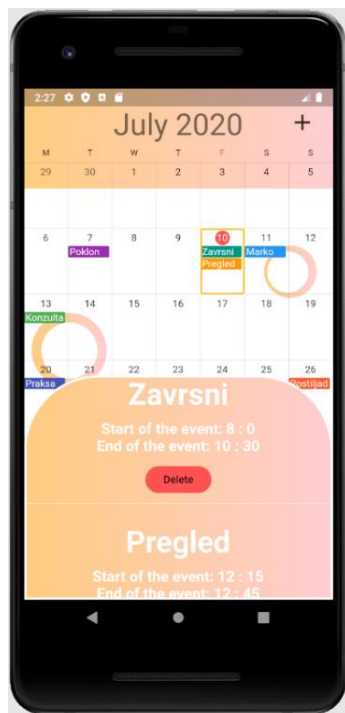 2:27
July 2020 +
M T W T F S S
29 30 1 2 3 4 5
6 7 8 9 10 11 12
Poklon Zavrsni Marko
Pregled
13 14 15 16 17 18 19
Konzulta
20 21 22 23 24 25 26
Praksa Rostiljad
Zavrsni
Start of the event: 8 : 0
End of the event: 10 : 30
Delete
Pregled
Start of the event: 12 : 15
End of the event: 12 : 45